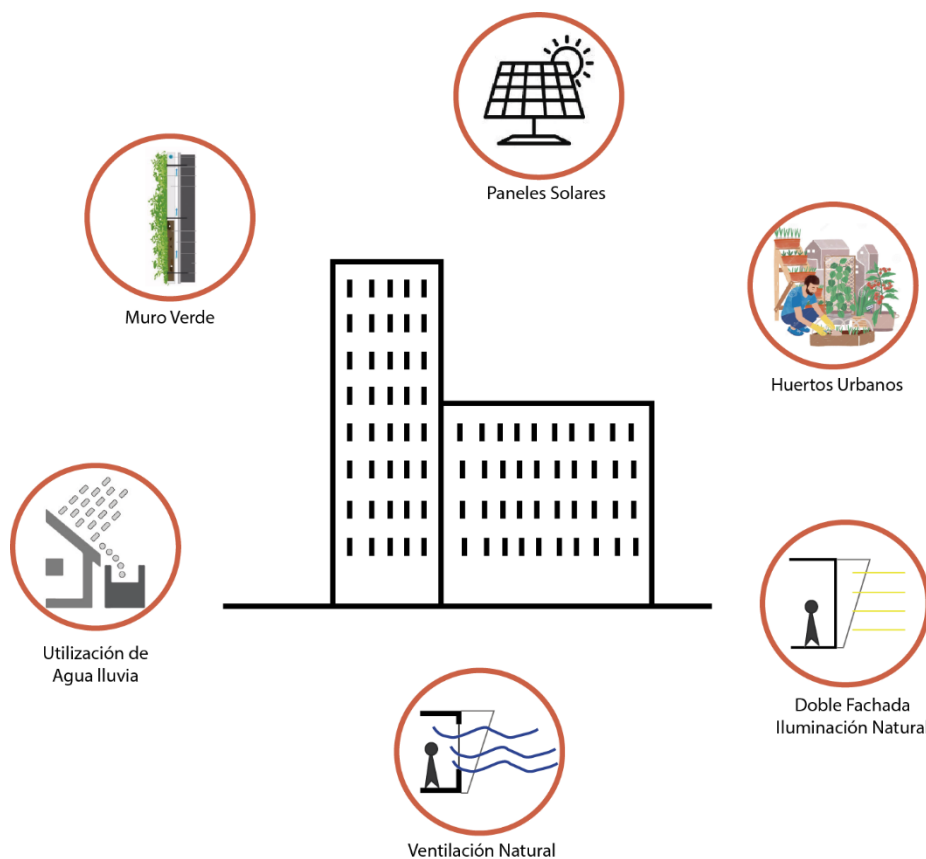 Paneles Solares
Muro Verde
Huertos Urbanos
Utilización de
Agua lluvia
Doble Fachada
Iluminación Natural
Ventilación Natural